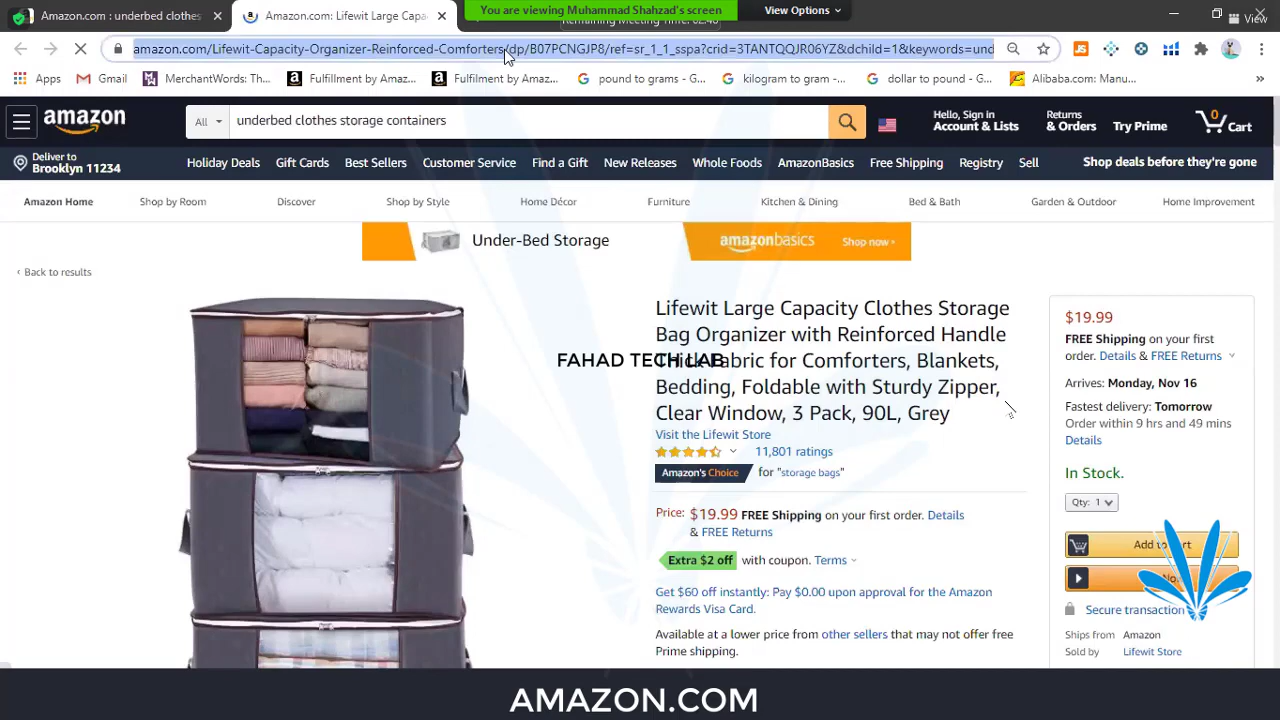 You are viewing Muhammad Shahzad's screen
View Options
Remaining Meeting Time: 02:46
Amazon.com : underbed clothes
Amazon.com: Lifewit Large Capa
View
amazon.com/Lifewit-Capacity-Organizer-Reinforced-Comforters/dp/B07PCNGJP8/ref=sr_1_1_sspa?crid=3TANTQQJR06YZ&dchild=1&keywords=und
Apps
Gmail
MerchantWords: Th...
Fulfillment by Amaz...
Fulfilment by Amaz...
pound to grams - G...
kilogram to gram -...
dollar to pound - G...
Alibaba.com: Manu...
amazon
All
underbed clothes storage containers
Hello, Sign in
Account & Lists
Returns
& Orders
Try Prime
0
Cart
Deliver to
Brooklyn 11234
Holiday Deals
Gift Cards
Best Sellers
Customer Service
Find a Gift
New Releases
Whole Foods
AmazonBasics
Free Shipping
Registry
Sell
Shop deals before they're gone
Amazon Home
Shop by Room
Discover
Shop by Style
Home Décor
Furniture
Kitchen & Dining
Bed & Bath
Garden & Outdoor
Home Improvement
Under-Bed Storage
amazonbasics
Shop now ›
‹ Back to results
Lifewit Large Capacity Clothes Storage
Bag Organizer with Reinforced Handle
Thick Fabric for Comforters, Blankets,
Bedding, Foldable with Sturdy Zipper,
Clear Window, 3 Pack, 90L, Grey
FAHAD TECH LAB
Visit the Lifewit Store
11,801 ratings
Amazon's Choice for "storage bags"
Price: $19.99 FREE Shipping on your first order. Details
& FREE Returns
Extra $2 off with coupon. Terms
Get $60 off instantly: Pay $0.00 upon approval for the Amazon
Rewards Visa Card.
Available at a lower price from other sellers that may not offer free
Prime shipping.
$19.99
FREE Shipping on your first
order. Details & FREE Returns
Arrives: Monday, Nov 16
Fastest delivery: Tomorrow
Order within 9 hrs and 49 mins
Details
In Stock.
Qty: 1
Add to Cart
Now
Secure transaction
Ships from Amazon
Sold by Lifewit Store
AMAZON.COM